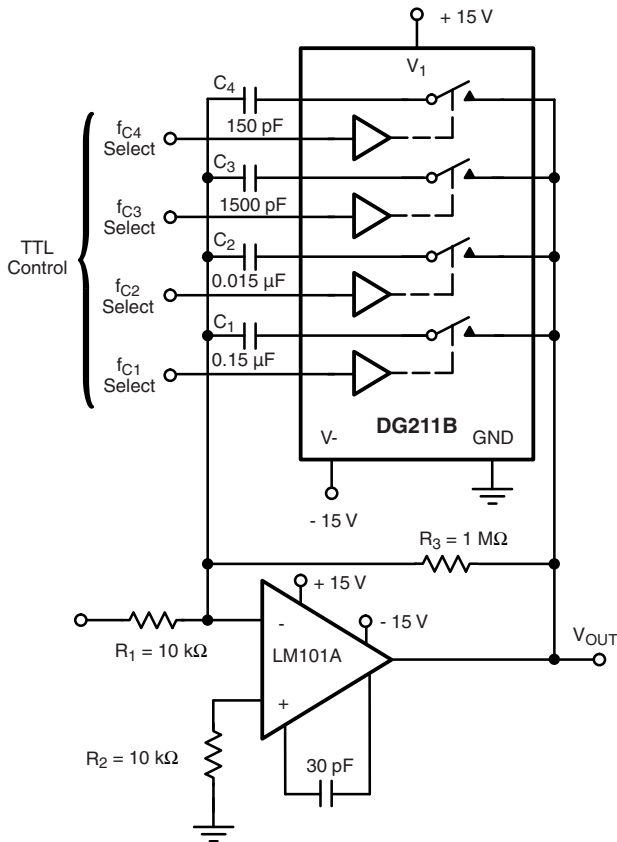 + 15 V
V1
C4
150 pF
fC4
Select
C3
1500 pF
fC3
Select
TTL
Control
C2
0.015 µF
fC2
Select
C1
0.15 µF
fC1
Select
DG211B
V-
GND
- 15 V
R3 = 1 MΩ
+ 15 V
- 15 V
-
LM101A
+
R1 = 10 kΩ
VOUT
R2 = 10 kΩ
30 pF